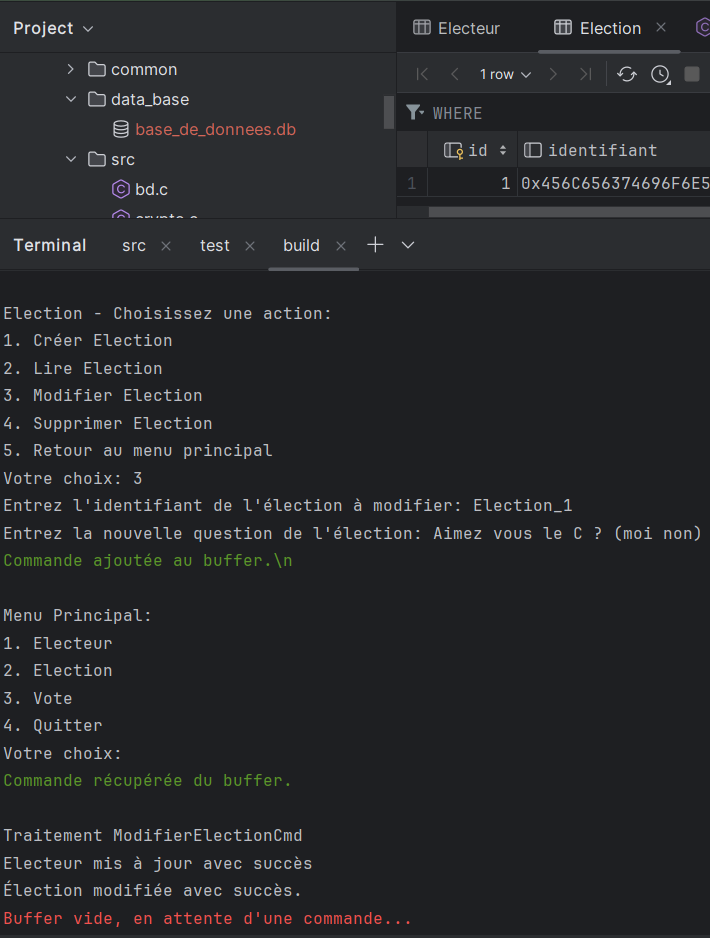 Project
common
data_base
base_de_donnees.db
src
bd.c
Electeur
Election
1 row
WHERE
id
identifiant
1
1
0x456C656374696F6E5
Terminal
src
test
build
Election - Choisissez une action:
1. Créer Election
2. Lire Election
3. Modifier Election
4. Supprimer Election
5. Retour au menu principal
Votre choix: 3
Entrez l'identifiant de l'élection à modifier: Election_1
Entrez la nouvelle question de l'élection: Aimez vous le C ? (moi non)
Commande ajoutée au buffer.\n
Menu Principal:
1. Electeur
2. Election
3. Vote
4. Quitter
Votre choix:
Commande récupérée du buffer.
Traitement ModifierElectionCmd
Electeur mis à jour avec succès
Élection modifiée avec succès.
Buffer vide, en attente d'une commande...